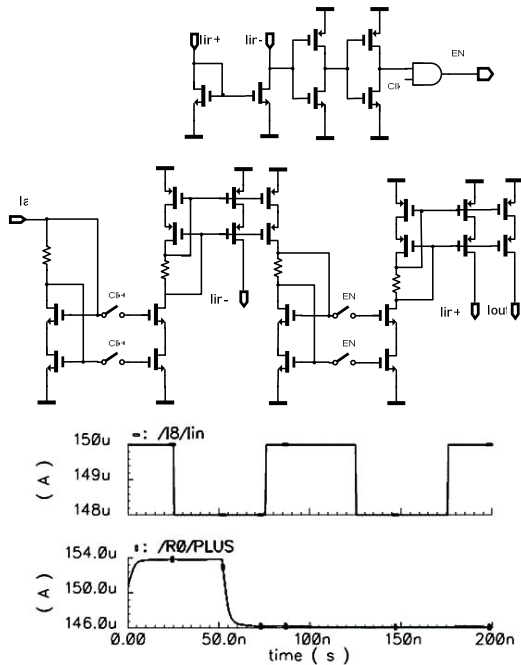 Iir+
Iir-
EN
Clk
Ia
Clk
EN
Iir-
Iir+
Iout
Clk
EN
-: /I8/Iin
150u
149u
148u
( A )
: /R0/PLUS
154.0u
150.0u
146.0u
( A )
0.00
50.0n
100n
150n
200n
time ( s )